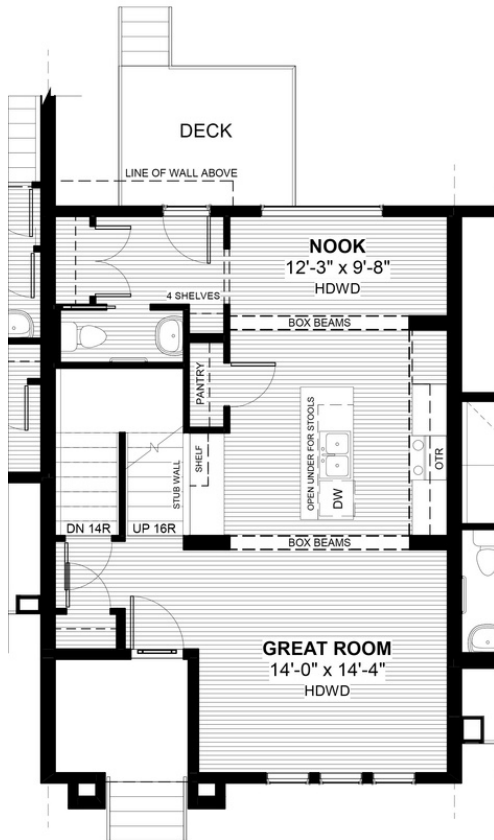 DECK
LINE OF WALL ABOVE
NOOK
12'-3" x 9'-8"
HDWD
4 SHELVES
BOX BEAMS
PANTRY
OPEN UNDER FOR STOOLS
SHELF
STUB WALL
OTR
DW
DN 14R
UP 16R
BOX BEAMS
GREAT ROOM
14'-0" x 14'-4"
HDWD